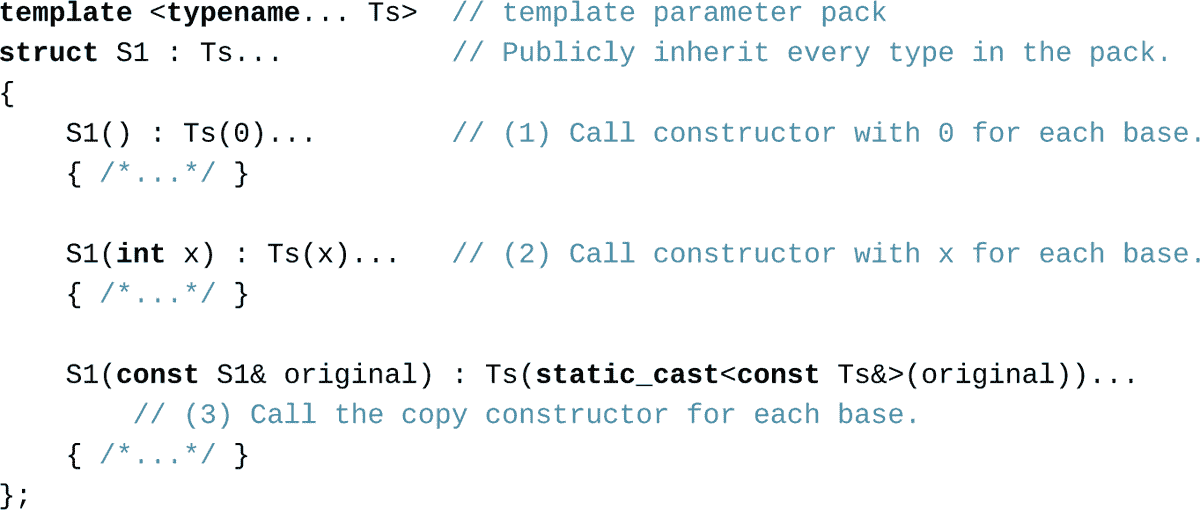 template <typename... Ts>  // template parameter pack
struct S1 : Ts...          // Publicly inherit every type in the pack.
{
    S1() : Ts(0)...        // (1) Call constructor with 0 for each base.
    { /*...*/ }

    S1(int x) : Ts(x)...   // (2) Call constructor with x for each base.
    { /*...*/ }

    S1(const S1& original) : Ts(static_cast<const Ts&>(original))...
        // (3) Call the copy constructor for each base.
    { /*...*/ }
};